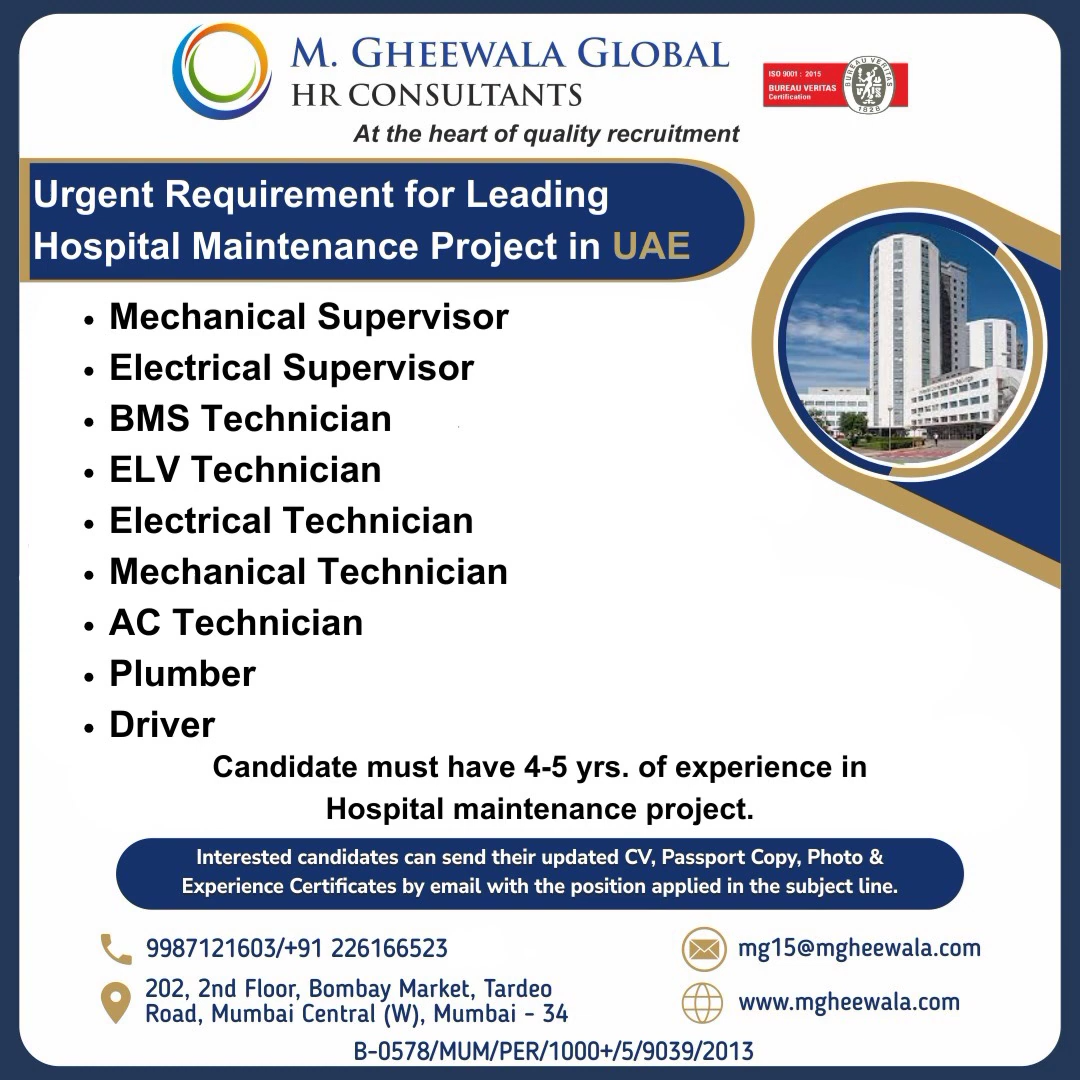 M. GHEEWALA GLOBAL
HR CONSULTANTS
At the heart of quality recruitment
ISO 9001 : 2015
BUREAU VERITAS
Certification
BUREAU VERITAS
1828
Urgent Requirement for Leading
Hospital Maintenance Project in UAE
• Mechanical Supervisor
• Electrical Supervisor
• BMS Technician
• ELV Technician
• Electrical Technician
• Mechanical Technician
• AC Technician
• Plumber
• Driver
Candidate must have 4-5 yrs. of experience in
Hospital maintenance project.
Interested candidates can send their updated CV, Passport Copy, Photo &
Experience Certificates by email with the position applied in the subject line.
9987121603/+91 226166523
mg15@mgheewala.com
202, 2nd Floor, Bombay Market, Tardeo
Road, Mumbai Central (W), Mumbai - 34
www.mgheewala.com
B-0578/MUM/PER/1000+/5/9039/2013